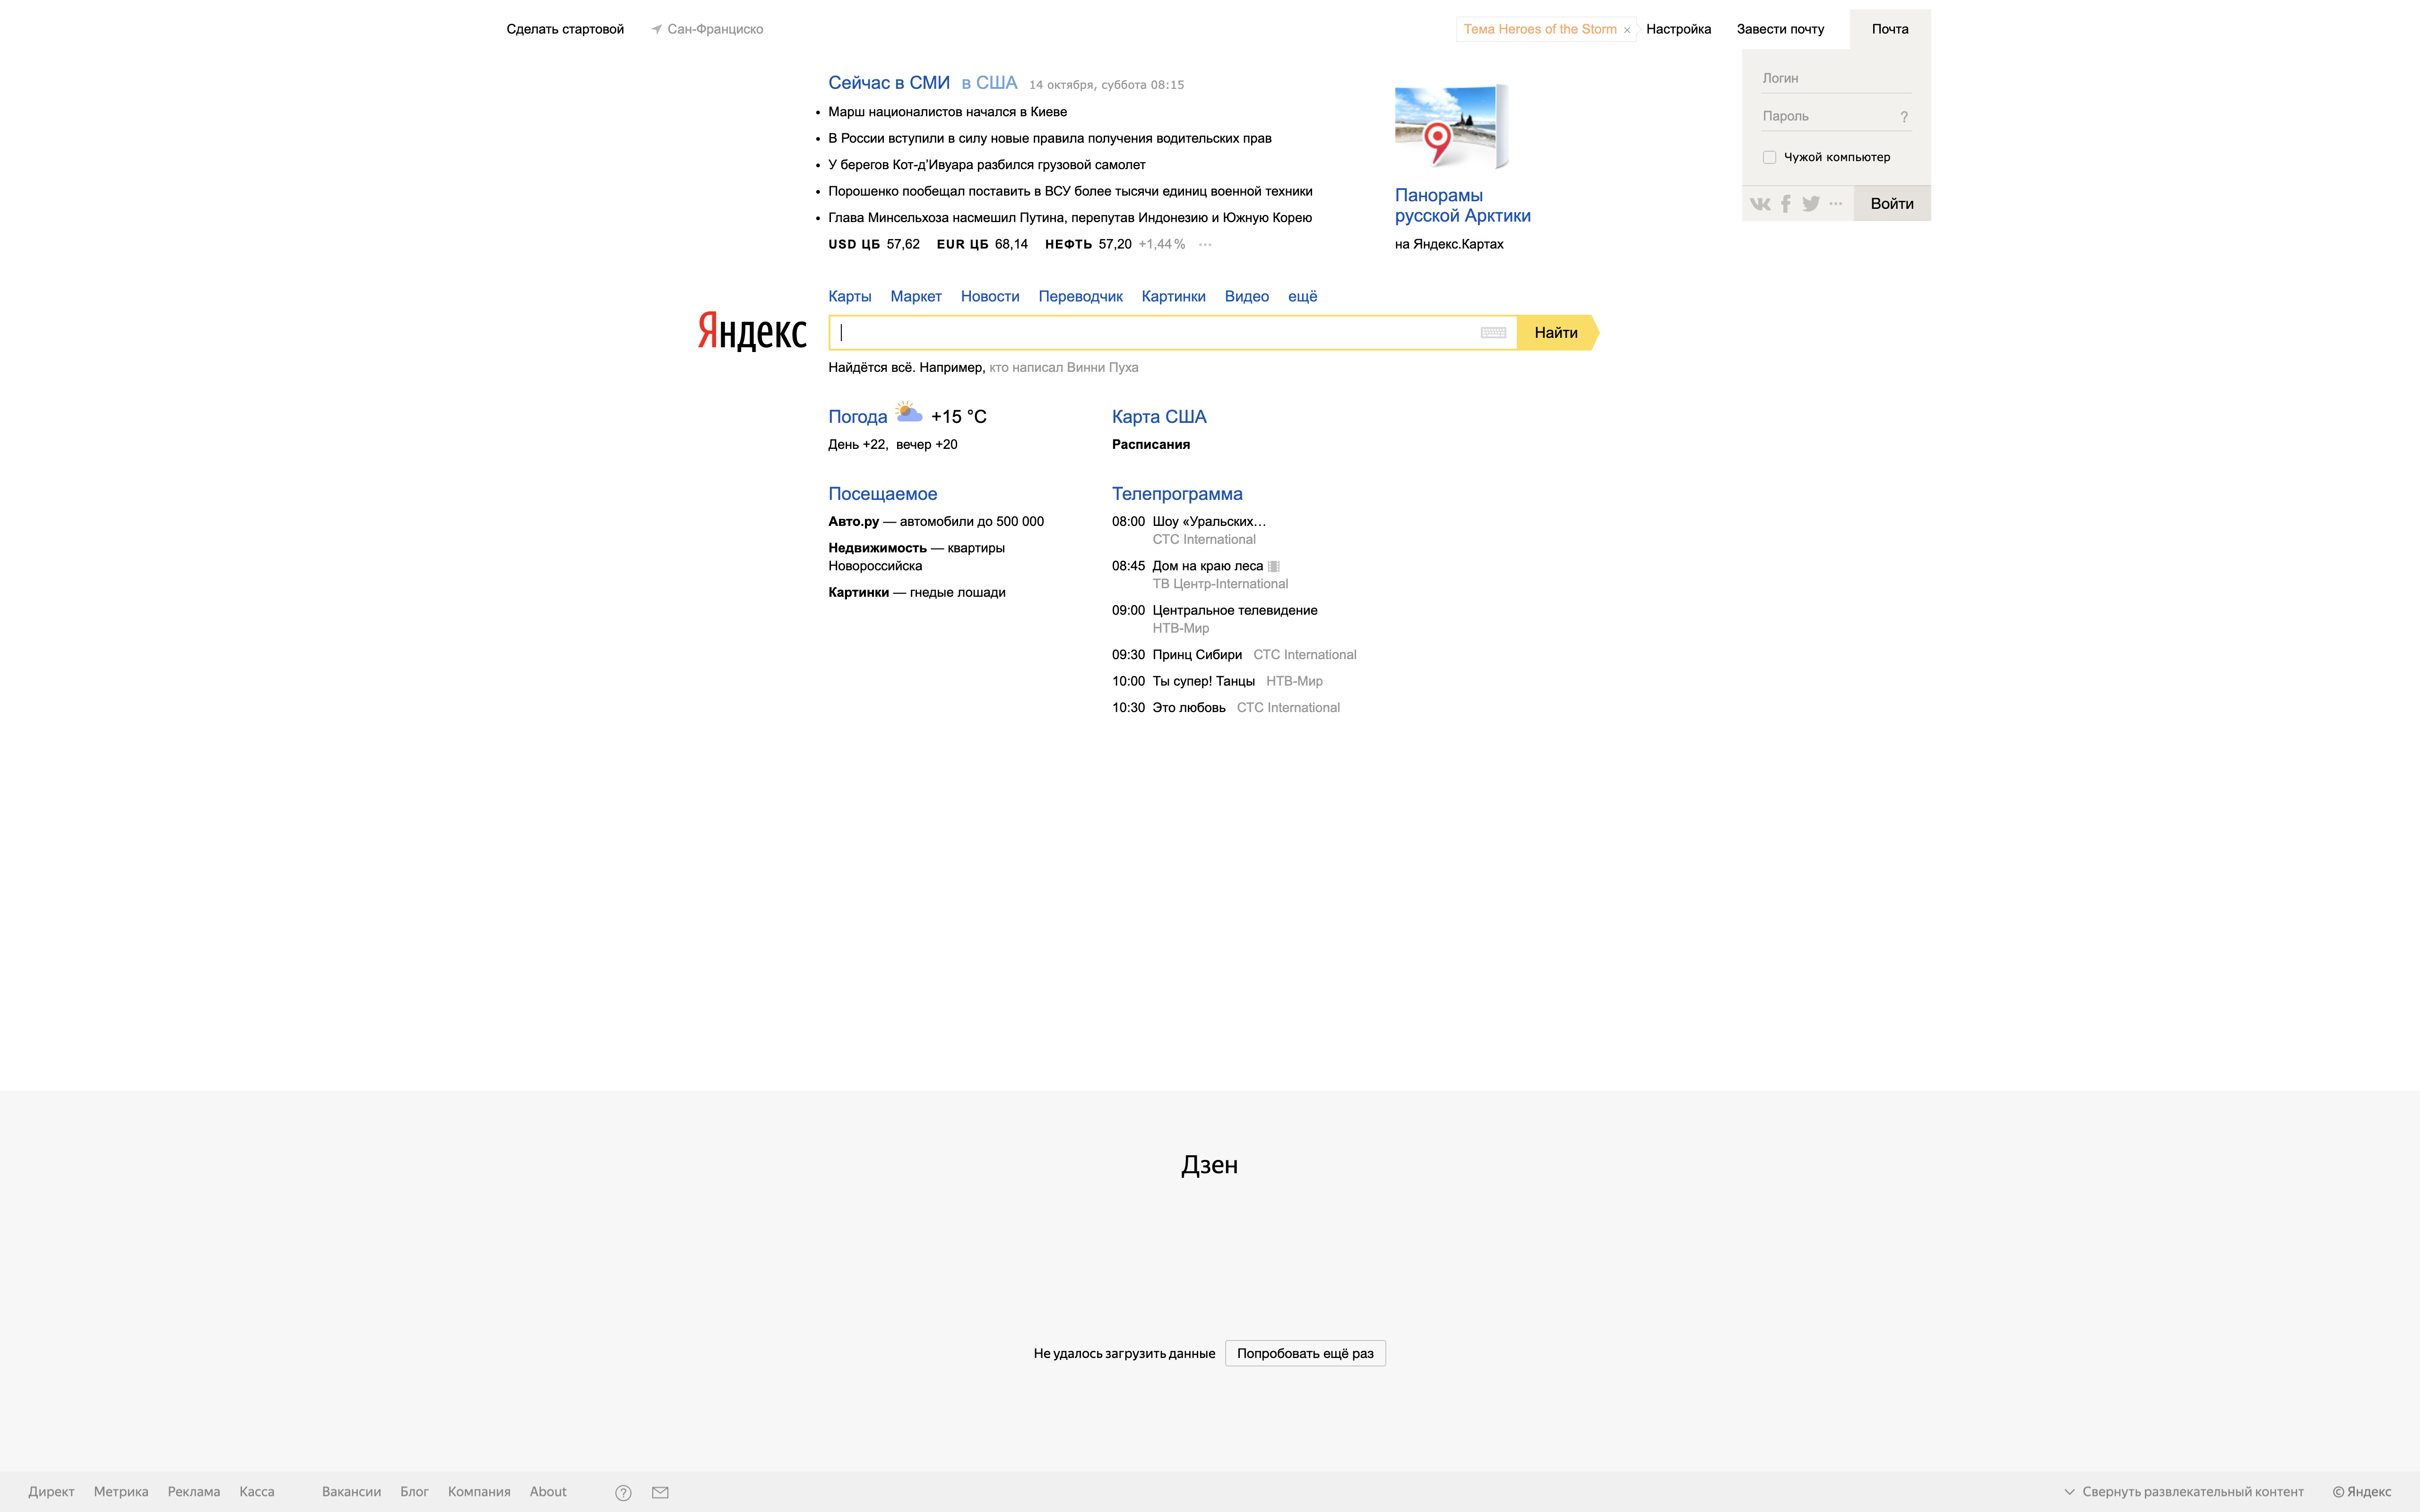 Сделать стартовой
Сан-Франциско
Тема Heroes of the Storm ×
Настройка
Завести почту
Почта
Логин
Пароль ?
Чужой компьютер
Войти
Сейчас в СМИ в США 14 октября, суббота 08:15
Марш националистов начался в Киеве
В России вступили в силу новые правила получения водительских прав
У берегов Кот-д'Ивуара разбился грузовой самолет
Порошенко пообещал поставить в ВСУ более тысячи единиц военной техники
Глава Минсельхоза насмешил Путина, перепутав Индонезию и Южную Корею
USD ЦБ 57,62 EUR ЦБ 68,14 НЕФТЬ 57,20 +1,44 % ...
Панорамы
русской Арктики
на Яндекс.Картах
Карты Маркет Новости Переводчик Картинки Видео ещё
Яндекс
Найти
Найдётся всё. Например, кто написал Винни Пуха
Погода +15 °C
День +22, вечер +20
Карта США
Расписания
Посещаемое
Авто.ру — автомобили до 500 000
Недвижимость — квартиры
Новороссийска
Картинки — гнедые лошади
Телепрограмма
08:00 Шоу «Уральских…
СТС International
08:45 Дом на краю леса
ТВ Центр-International
09:00 Центральное телевидение
НТВ-Мир
09:30 Принц Сибири СТС International
10:00 Ты супер! Танцы НТВ-Мир
10:30 Это любовь СТС International
Дзен
Не удалось загрузить данные Попробовать ещё раз
Директ Метрика Реклама Касса Вакансии Блог Компания About ? Свернуть развлекательный контент © Яндекс